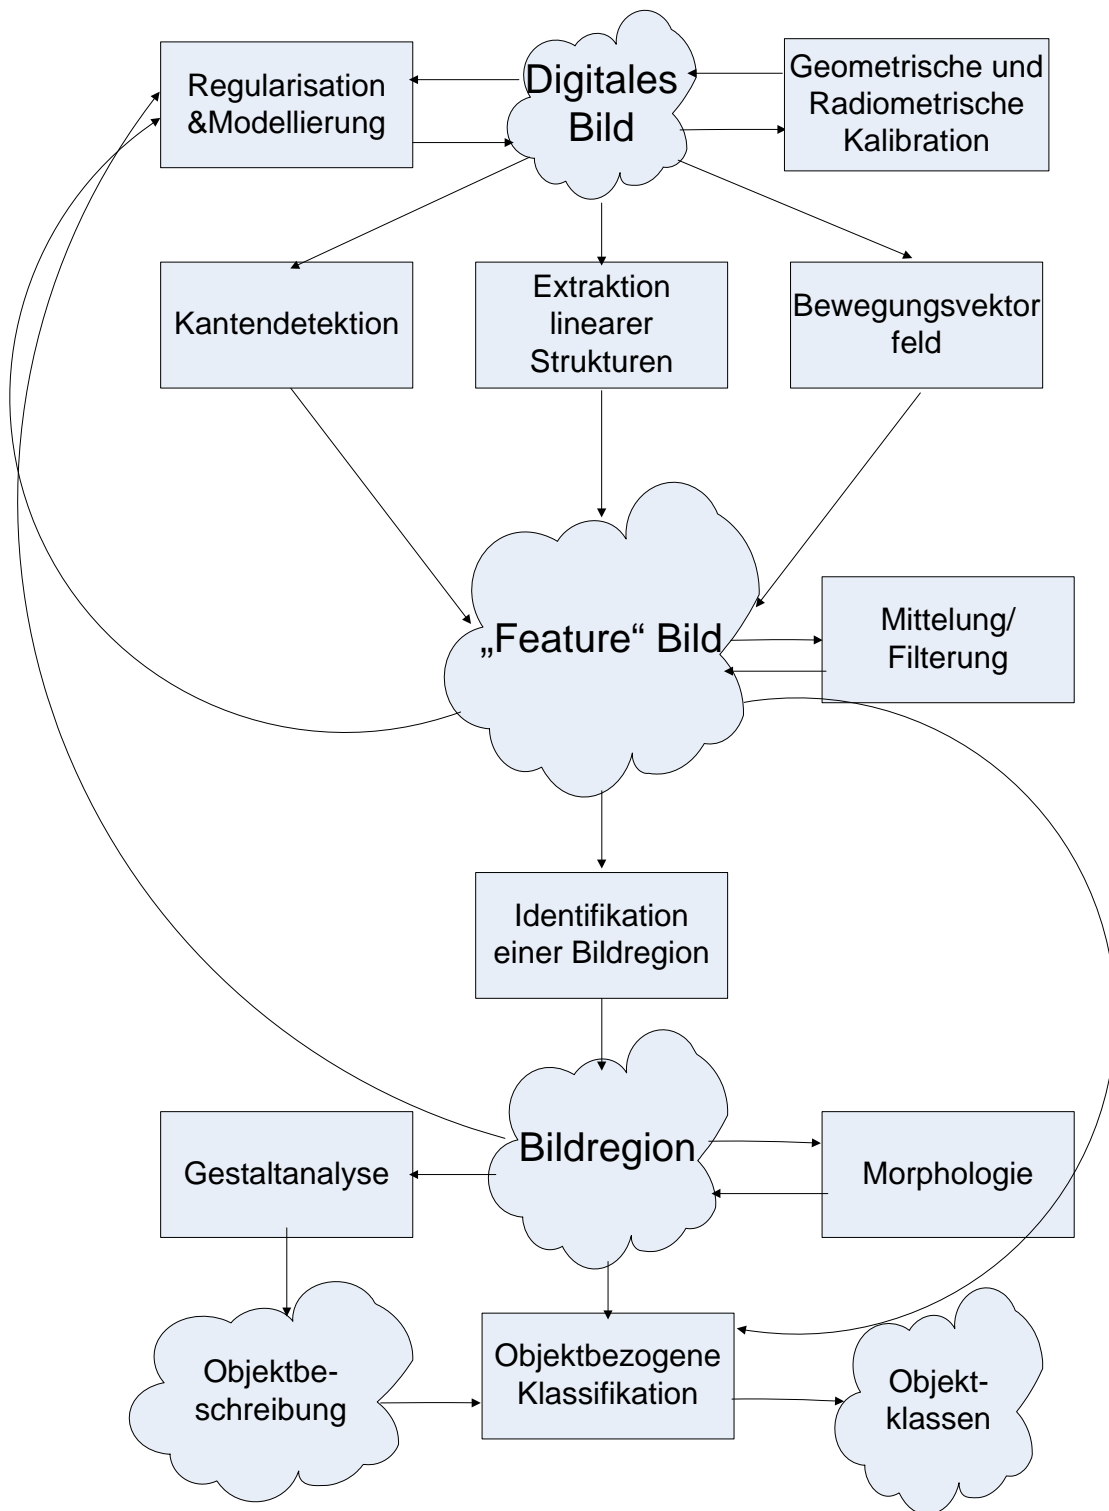 Regularisation
&Modellierung
Digitales
Bild
Geometrische und
Radiometrische
Kalibration
Kantendetektion
Extraktion
linearer
Strukturen
Bewegungsvektor
feld
„Feature“ Bild
Mittelung/
Filterung
Identifikation
einer Bildregion
Gestaltanalyse
Bildregion
Morphologie
Objektbe-
schreibung
Objektbezogene
Klassifikation
Objekt-
klassen